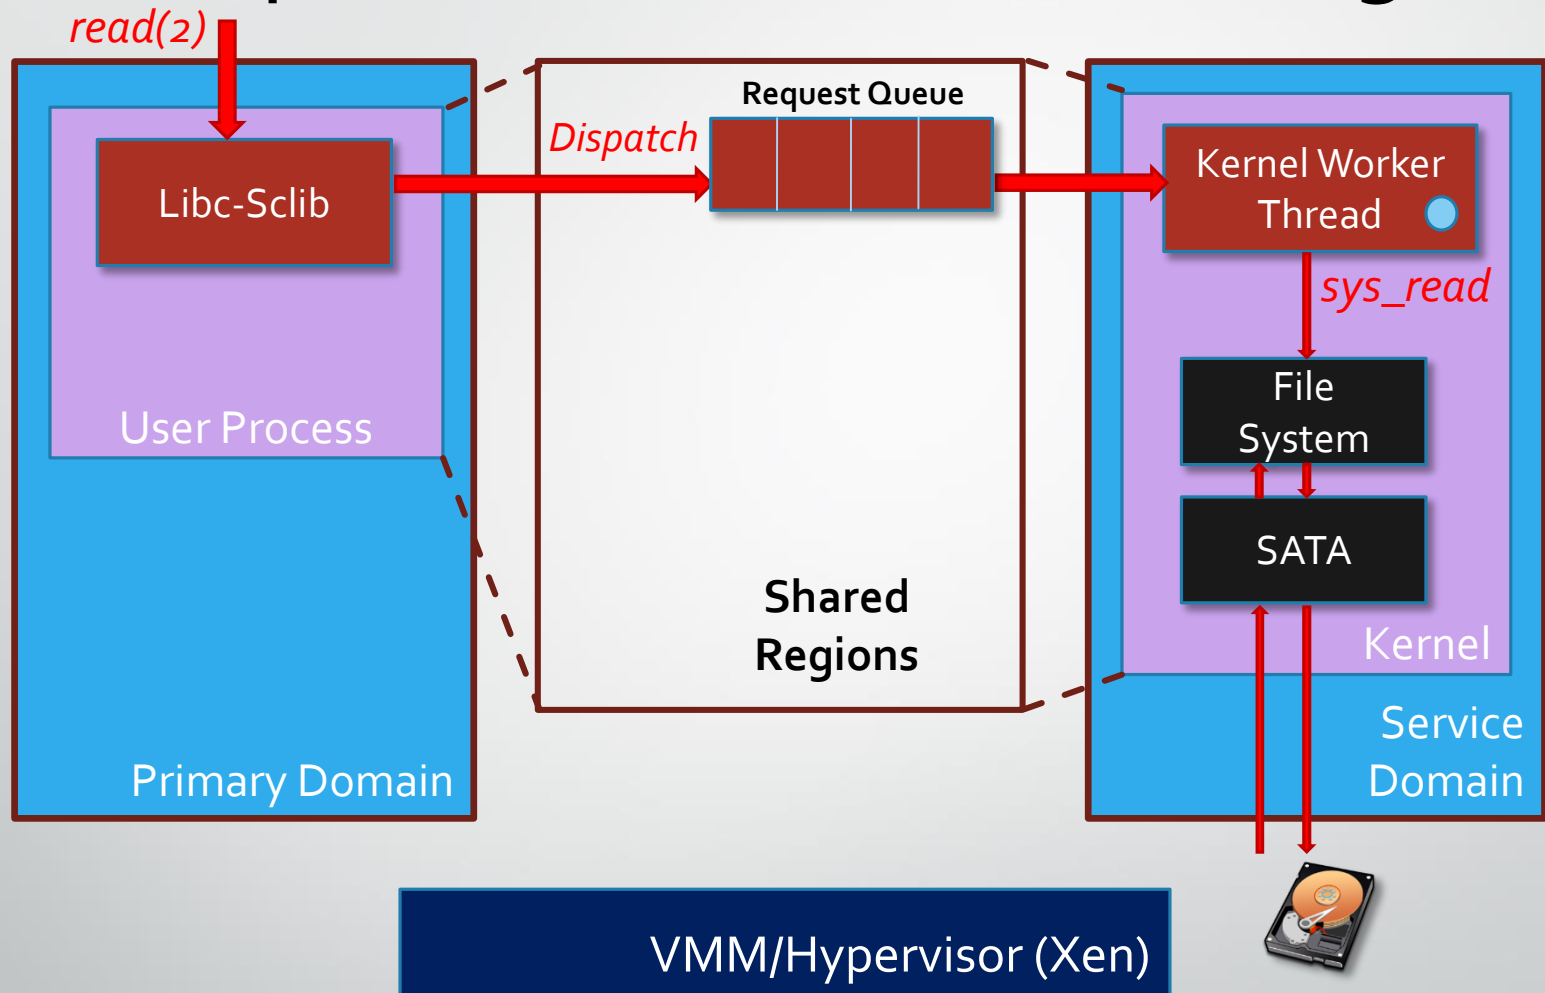 read(2)
Libc-Sclib
User Process
Primary Domain
Dispatch
Request Queue
Shared
Regions
Kernel Worker
Thread
sys_read
File
System
SATA
Kernel
Service
Domain
VMM/Hypervisor (Xen)